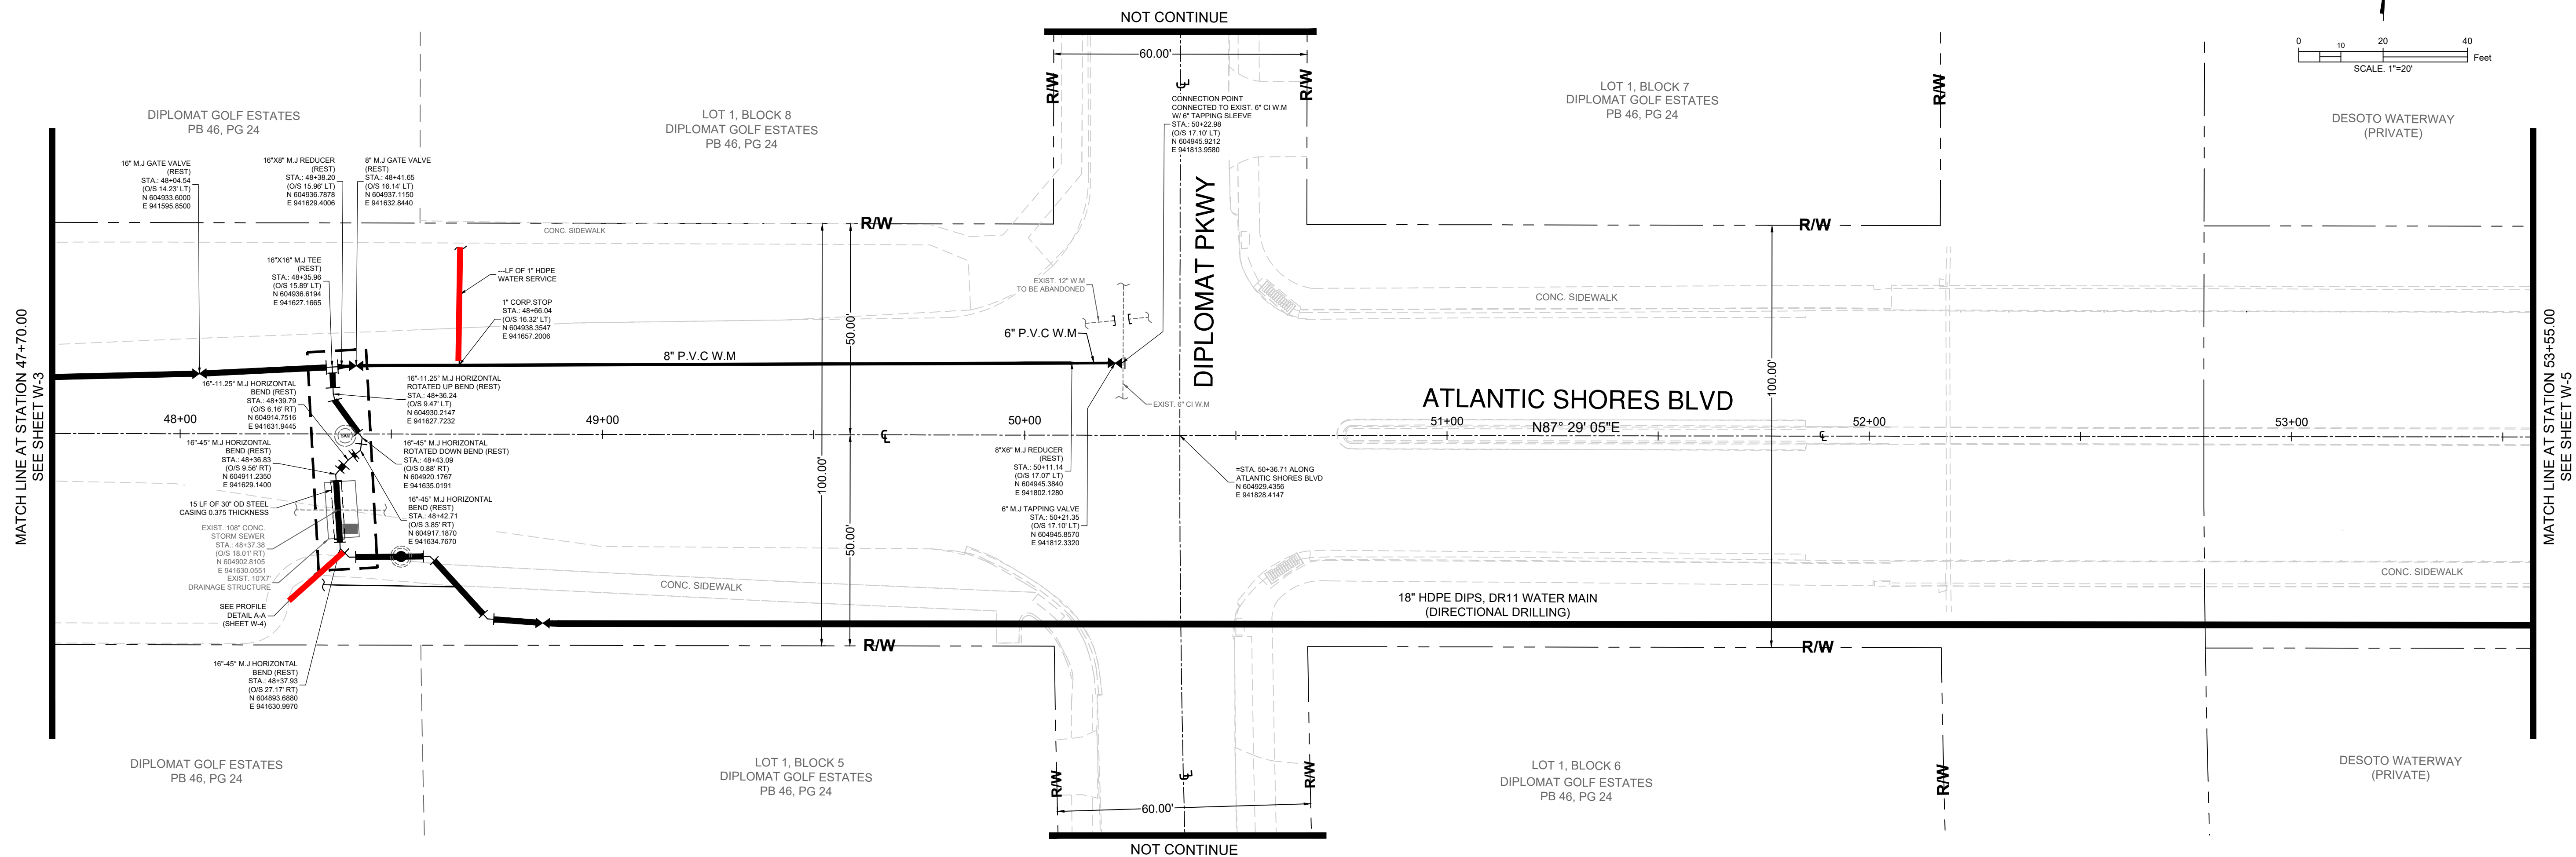 NOT CONTINUE
60.00'
R/W
R/W
0
10
20
40
Feet
SCALE. 1"=20'
DIPLOMAT GOLF ESTATES
PB 46, PG 24
LOT 1, BLOCK 8
DIPLOMAT GOLF ESTATES
PB 46, PG 24
CONNECTION POINT
CONNECTED TO EXIST. 6" CI W.M
W/ 6" TAPPING SLEEVE
STA.: 50+22.98
(O/S 17.10' LT)
N 604945.9212
E 941813.9580
LOT 1, BLOCK 7
DIPLOMAT GOLF ESTATES
PB 46, PG 24
R/W
DESOTO WATERWAY
(PRIVATE)
16" M.J GATE VALVE
(REST)
STA.: 48+04.54
(O/S 14.23' LT)
N 604933.6000
E 941595.8500
16"X8" M.J REDUCER
(REST)
STA.: 48+38.20
(O/S 15.96' LT)
N 604936.7878
E 941629.4006
8" M.J GATE VALVE
(REST)
STA.: 48+41.65
(O/S 16.14' LT)
N 604937.1150
E 941632.8440
R/W
CONC. SIDEWALK
R/W
DIPLOMAT PKWY
16"X16" M.J TEE
(REST)
STA.: 48+35.96
(O/S 15.89' LT)
N 604936.6194
E 941627.1665
---LF OF 1" HDPE
WATER SERVICE
1" CORP.STOP
STA.: 48+66.04
(O/S 16.32' LT)
N 604938.3547
E 941657.2006
EXIST. 12" W.M
TO BE ABANDONED
CONC. SIDEWALK
50.00'
6" P.V.C W.M
8" P.V.C W.M
MATCH LINE AT STATION 47+70.00
SEE SHEET W-3
MATCH LINE AT STATION 53+55.00
SEE SHEET W-5
100.00'
16"-11.25° M.J HORIZONTAL
BEND (REST)
STA.: 48+39.79
(O/S 6.16' RT)
N 604914.7516
E 941631.9445
16"-11.25° M.J HORIZONTAL
ROTATED UP BEND (REST)
STA.: 48+36.24
(O/S 9.47' LT)
N 604930.2147
E 941627.7232
EXIST. 6" CI W.M
ATLANTIC SHORES BLVD
N87° 29' 05"E
48+00
49+00
50+00
51+00
52+00
53+00
16"-45° M.J HORIZONTAL
BEND (REST)
STA.: 48+36.83
(O/S 9.56' RT)
N 604911.2350
E 941629.1400
16"-45° M.J HORIZONTAL
ROTATED DOWN BEND (REST)
STA.: 48+43.09
(O/S 0.88' RT)
N 604920.1767
E 941635.0191
100.00'
8"X6" M.J REDUCER
(REST)
STA.: 50+11.14
(O/S 17.07' LT)
N 604945.3840
E 941802.1280
=STA. 50+36.71 ALONG
ATLANTIC SHORES BLVD
N 604929.4356
E 941828.4147
15 LF OF 30" OD STEEL
CASING 0.375 THICKNESS
16"-45° M.J HORIZONTAL
BEND (REST)
STA.: 48+42.71
(O/S 3.85' RT)
N 604917.1870
E 941634.7670
6" M.J TAPPING VALVE
STA.: 50+21.35
(O/S 17.10' LT)
N 604945.8570
E 941812.3320
EXIST. 108" CONC.
STORM SEWER
STA.: 48+37.38
(O/S 18.01' RT)
N 604902.8105
E 941630.0551
EXIST. 10'X7'
DRAINAGE STRUCTURE
50.00'
CONC. SIDEWALK
CONC. SIDEWALK
SEE PROFILE
DETAIL A-A
(SHEET W-4)
18" HDPE DIPS, DR11 WATER MAIN
(DIRECTIONAL DRILLING)
R/W
R/W
16"-45° M.J HORIZONTAL
BEND (REST)
STA.: 48+37.93
(O/S 27.17' RT)
N 604893.6880
E 941630.9970
DIPLOMAT GOLF ESTATES
PB 46, PG 24
LOT 1, BLOCK 5
DIPLOMAT GOLF ESTATES
PB 46, PG 24
R/W
R/W
LOT 1, BLOCK 6
DIPLOMAT GOLF ESTATES
PB 46, PG 24
R/W
DESOTO WATERWAY
(PRIVATE)
60.00'
NOT CONTINUE